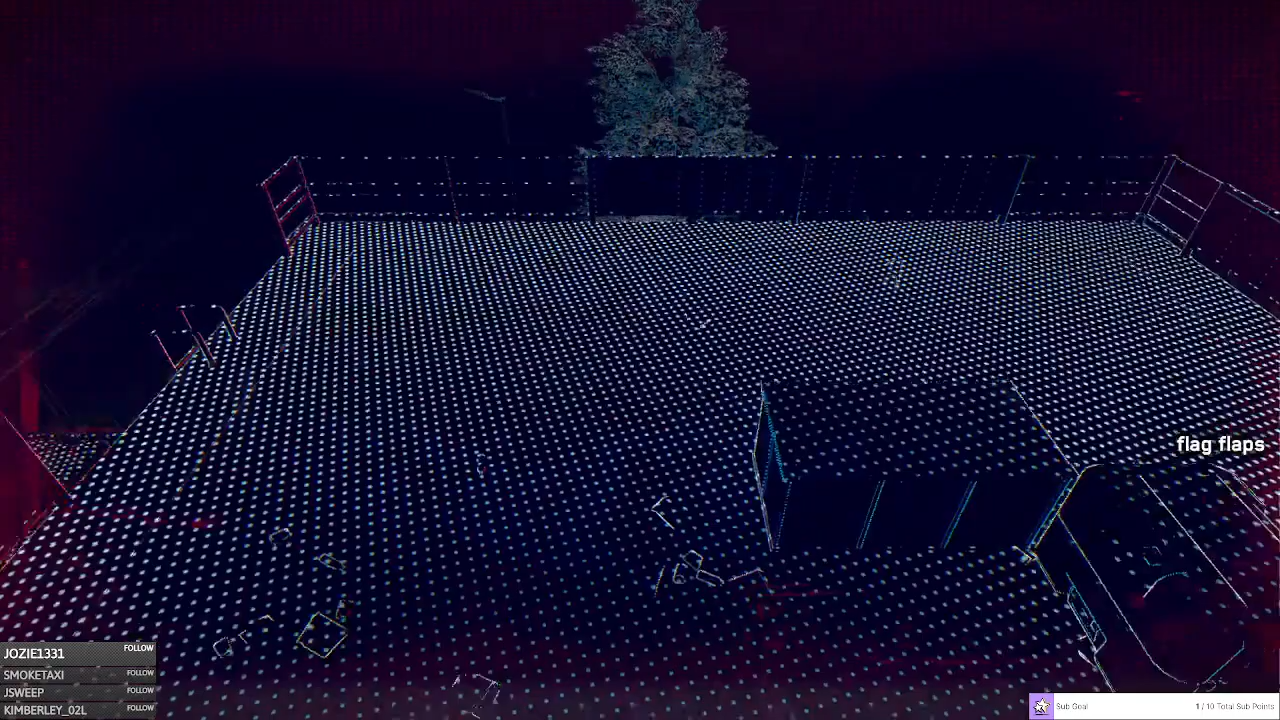 flag flaps
JOZIE1331 FOLLOW
SMOKETAXI FOLLOW
JSWEEP FOLLOW
KIMBERLEY_02L FOLLOW
Sub Goal 1 / 10 Total Sub Points